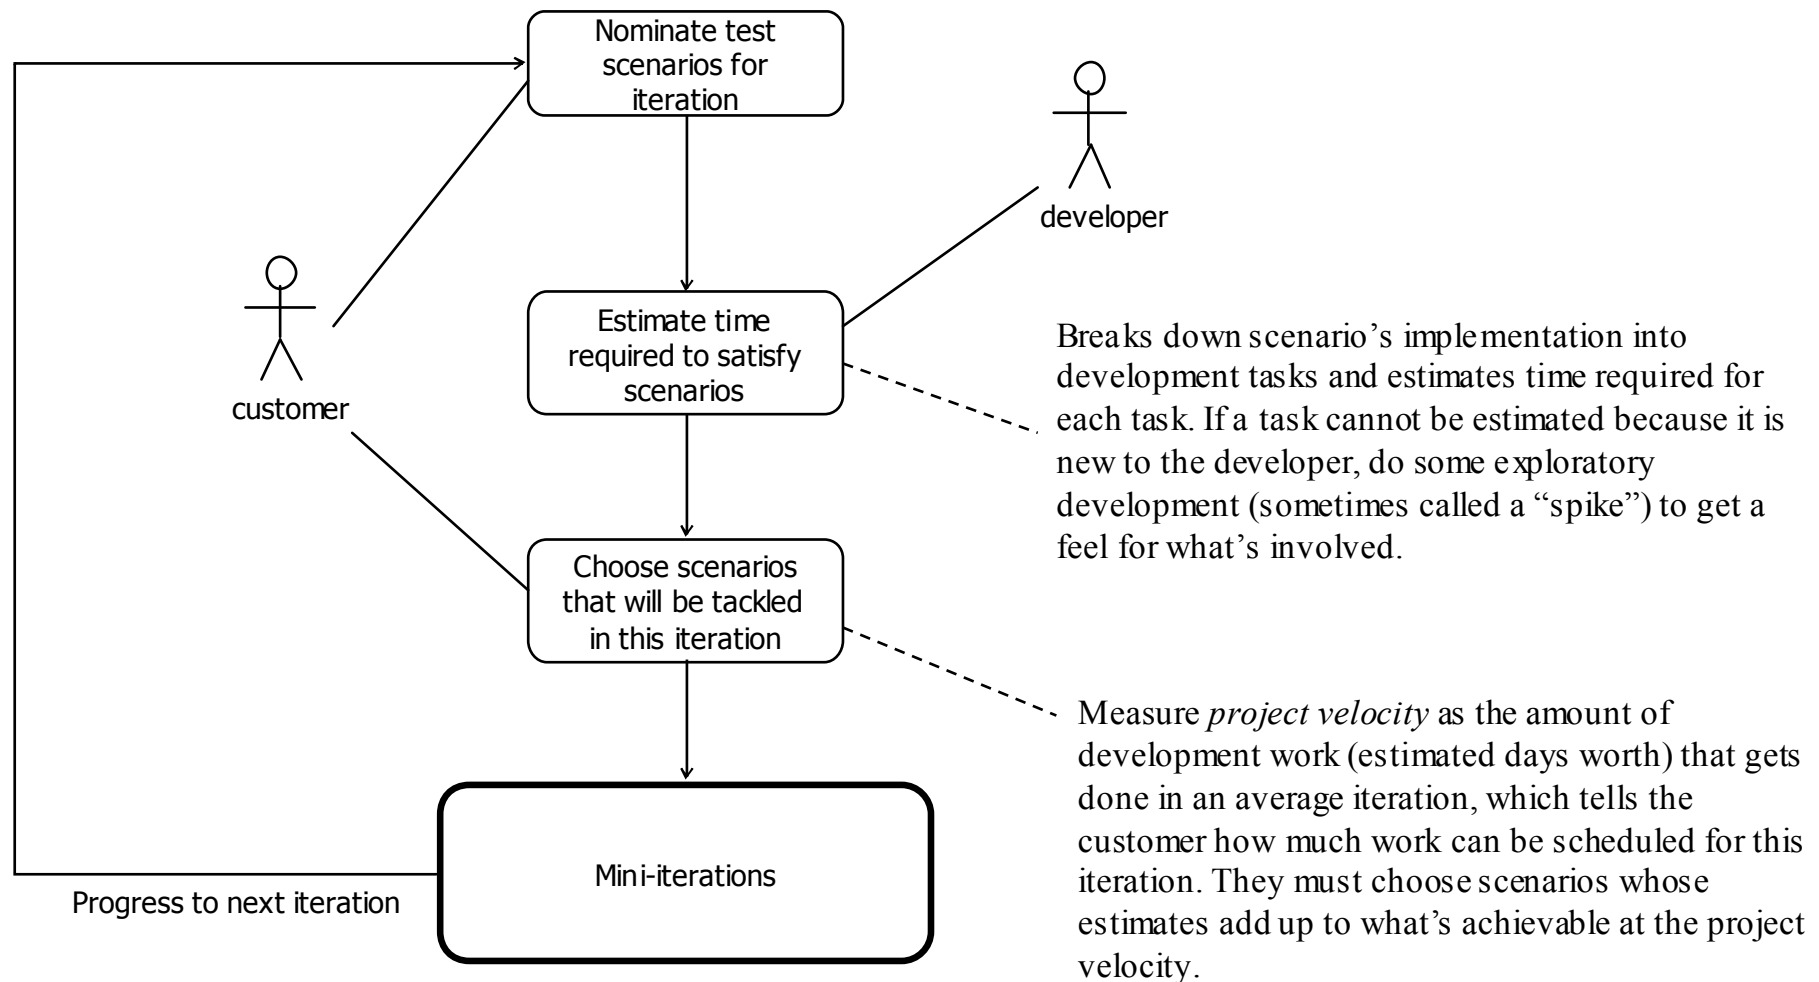 Nominate test
scenarios for
iteration
developer
customer
Estimate time
required to satisfy
scenarios
Breaks down scenario’s implementation into
development tasks and estimates time required for
each task. If a task cannot be estimated because it is
new to the developer, do some exploratory
development (sometimes called a “spike”) to get a
feel for what’s involved.
Choose scenarios
that will be tackled
in this iteration
Measure project velocity as the amount of
development work (estimated days worth) that gets
done in an average iteration, which tells the
customer how much work can be scheduled for this
iteration. They must choose scenarios whose
estimates add up to what’s achievable at the project
velocity.
Mini-iterations
Progress to next iteration